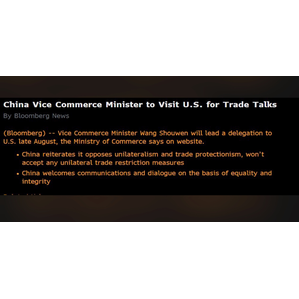 China Vice Commerce Minister to Visit U.S. for Trade Talks
By Bloomberg News
(Bloomberg) -- Vice Commerce Minister Wang Shouwen will lead a delegation to
U.S. late August, the Ministry of Commerce says on website.
• China reiterates it opposes unilateralism and trade protectionism, won't
accept any unilateral trade restriction measures
• China welcomes communications and dialogue on the basis of equality and
integrity